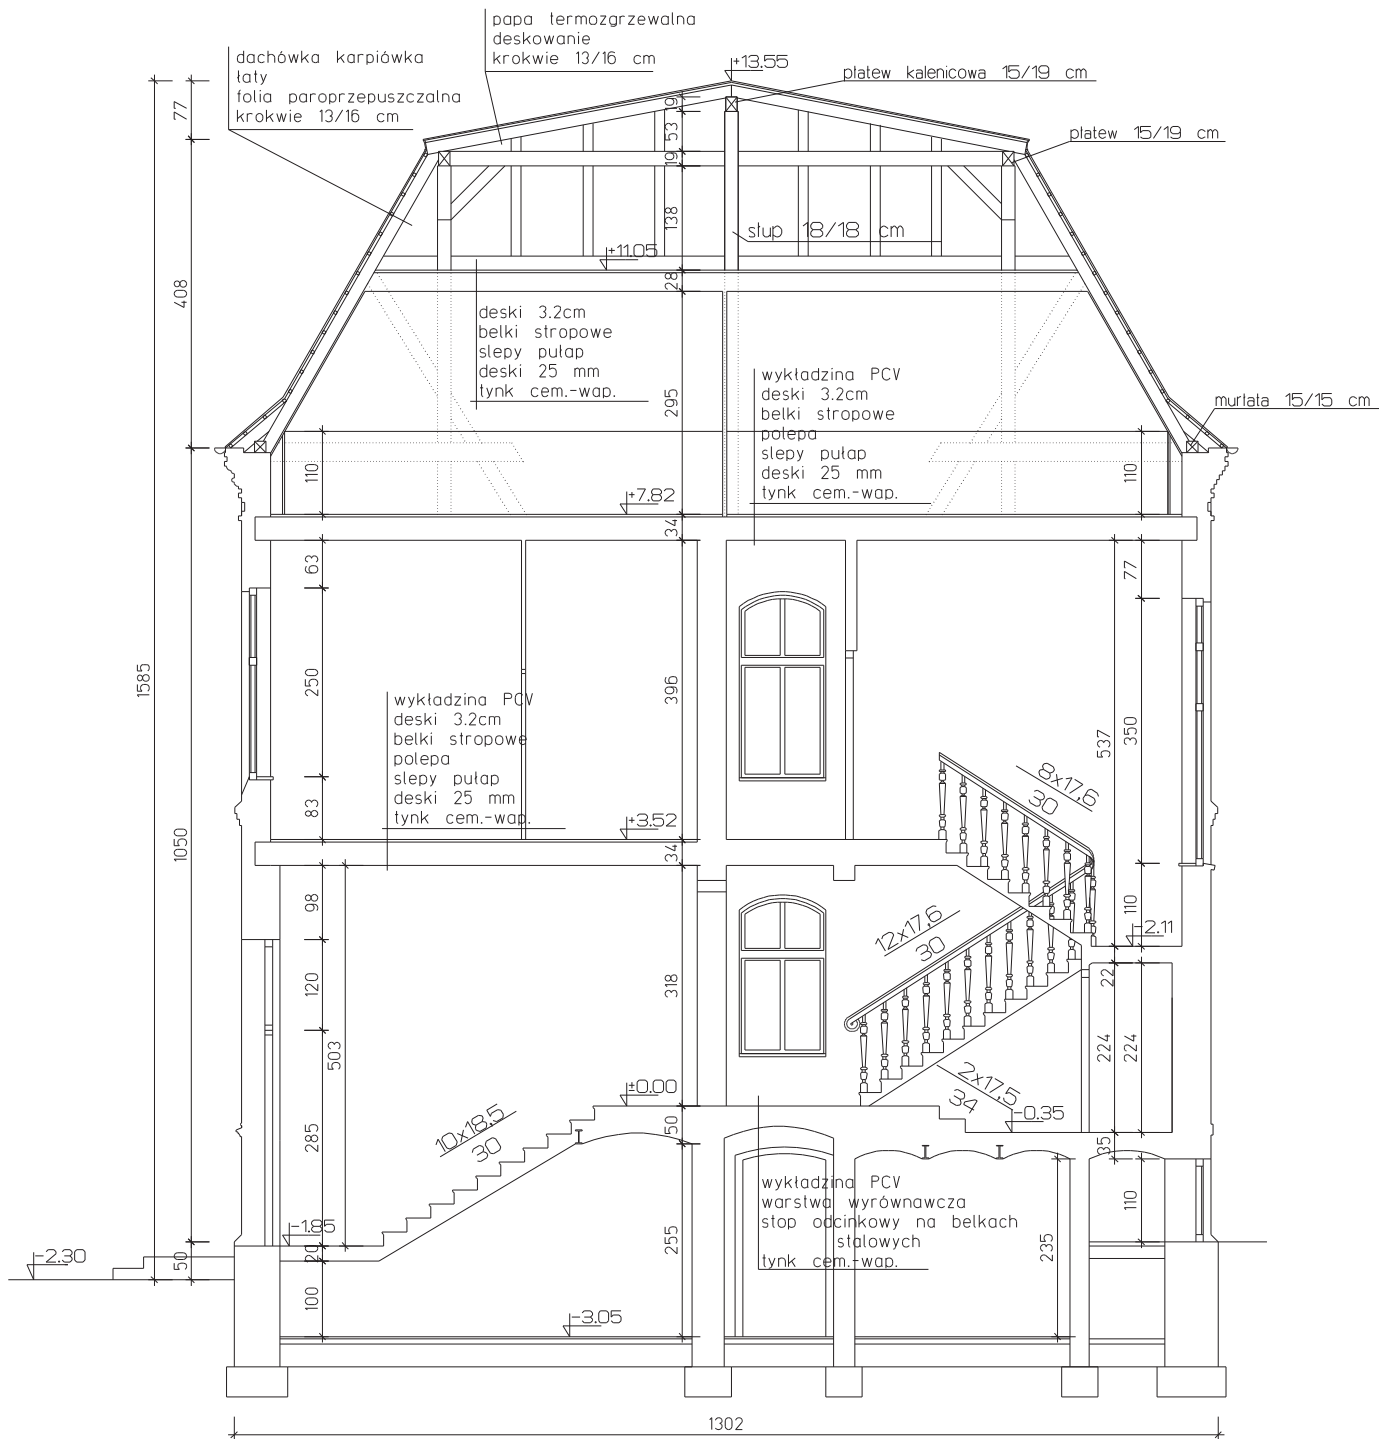 papa termozgrzewalna
deskowanie
krokwie 13/16 cm
dachówka karpiówka
łaty
folia paroprzepuszczalna
krokwie 13/16 cm
+13.55
płatew kalenicowa 15/19 cm
płatew 15/19 cm
77
19
53
19
138
słup 18/18 cm
+11.05
28
408
deski 3.2cm
belki stropowe
slepy pułap
deski 25 mm
tynk cem.-wap.
wykładzina PCV
deski 3.2cm
belki stropowe
polepa
slepy pułap
deski 25 mm
tynk cem.-wap.
295
murłata 15/15 cm
110
110
+7.82
34
63
77
1585
250
396
350
537
wykładzina PCV
deski 3.2cm
belki stropowe
polepa
slepy pułap
deski 25 mm
tynk cem.-wap.
8x17,6
30
83
+3.52
1050
34
98
110
12x17,6
30
-2.11
120
318
22
503
224
224
±0.00
2x17,5
34
-0.35
10x18,5
30
50
285
35
110
wykładzina PCV
warstwa wyrównawcza
stop odcinkowy na belkach
stalowych
tynk cem.-wap.
-1.85
-2.30
50
20
255
235
100
-3.05
1302